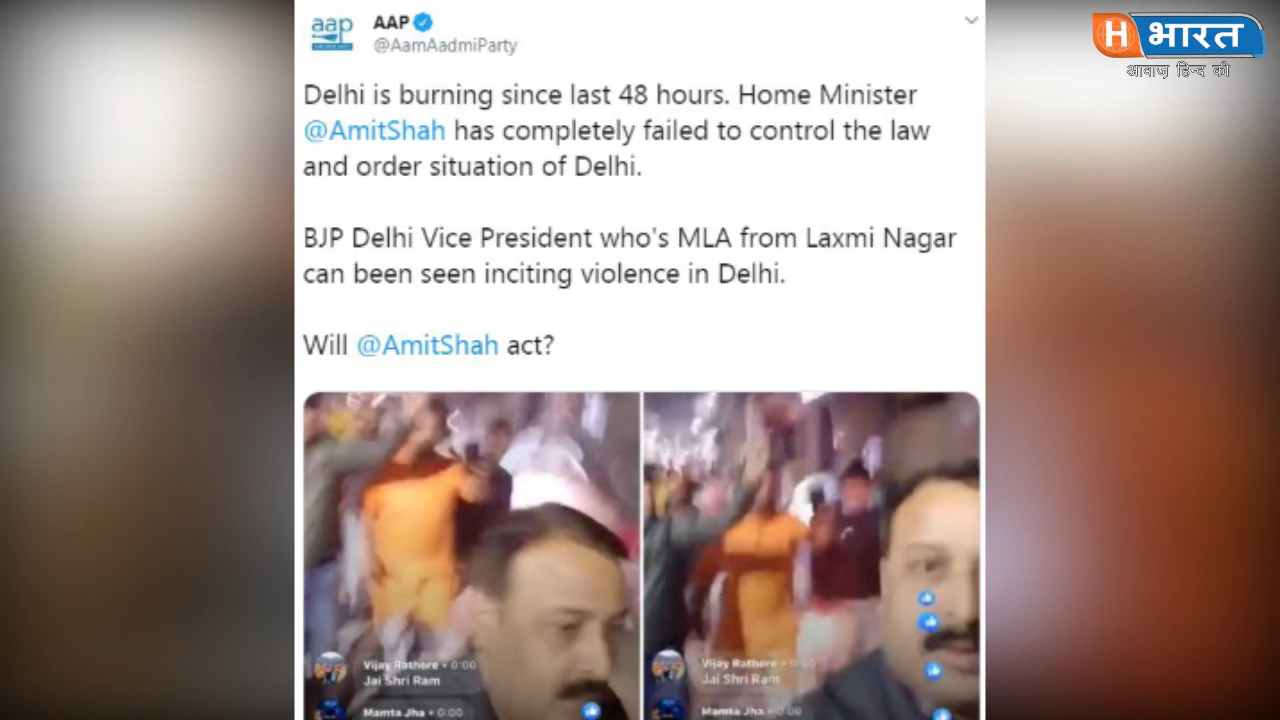 aap
AAP
@AamAadmiParty
H भारत
आवाज़ हिन्द की
Delhi is burning since last 48 hours. Home Minister
@AmitShah has completely failed to control the law
and order situation of Delhi.
BJP Delhi Vice President who's MLA from Laxmi Nagar
can been seen inciting violence in Delhi.
Will @AmitShah act?
Vijay Rathore • 0:00
Jai Shri Ram
Mamta Jha • 0:00
Vijay Rathore • 0:00
Jai Shri Ram
Mamta Jha • 0:00